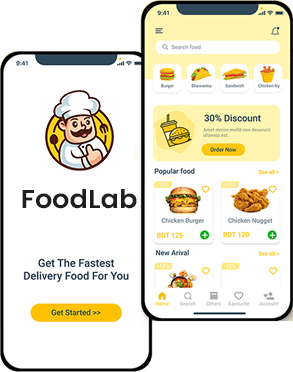 9:41
FoodLab
Get The Fastest
Delivery Food For You
Get Started >>
9:41
Search food
Burger Shawarma Sandwich Chicken fry
30% Discount
Amet minim mollit non deserunt
ullamco est.
Order Now
Popular food See all >
Chicken Burger Chicken Nugget
BDT 125 BDT 120
New Arival See all >
Home Search Others Favourite Account